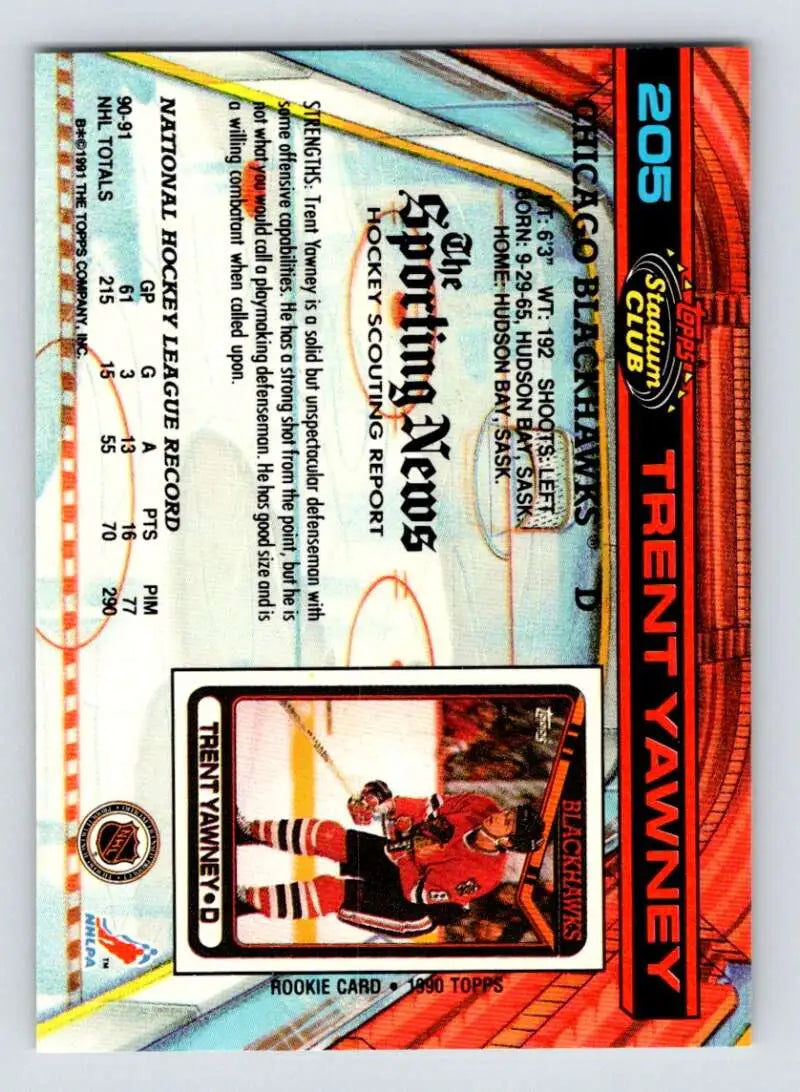 205
TOPPS
Stadium
CLUB
TRENT YAWNEY
CHICAGO BLACKHAWKS® D
HT: 6'3" WT: 192 SHOOTS: LEFT
BORN: 9-29-65, HUDSON BAY, SASK.
HOME: HUDSON BAY, SASK.
The
Sporting News
HOCKEY SCOUTING REPORT
STRENGTHS: Trent Yawney is a solid but unspectacular defenseman with
some offensive capabilities. He has a strong shot from the point, but he is
not what you would call a playmaking defenseman. He has good size and is
a willing combatant when called upon.
NATIONAL HOCKEY LEAGUE RECORD
GP G A PTS PIM
90-91 61 3 13 16 77
NHL TOTALS 215 15 55 70 290
B✱©1991 THE TOPPS COMPANY, INC.
Topps
BLACKHAWKS
TRENT YAWNEY•D
ROOKIE CARD • 1990 TOPPS
NHL
NHLPA
™